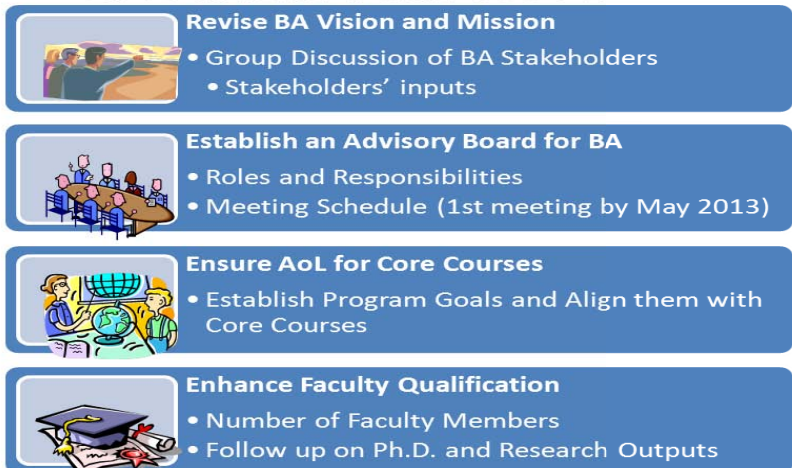 Revise BA Vision and Mission
• Group Discussion of BA Stakeholders
• Stakeholders’ inputs
Establish an Advisory Board for BA
• Roles and Responsibilities
• Meeting Schedule (1st meeting by May 2013)
Ensure AoL for Core Courses
• Establish Program Goals and Align them with
Core Courses
Enhance Faculty Qualification
• Number of Faculty Members
• Follow up on Ph.D. and Research Outputs